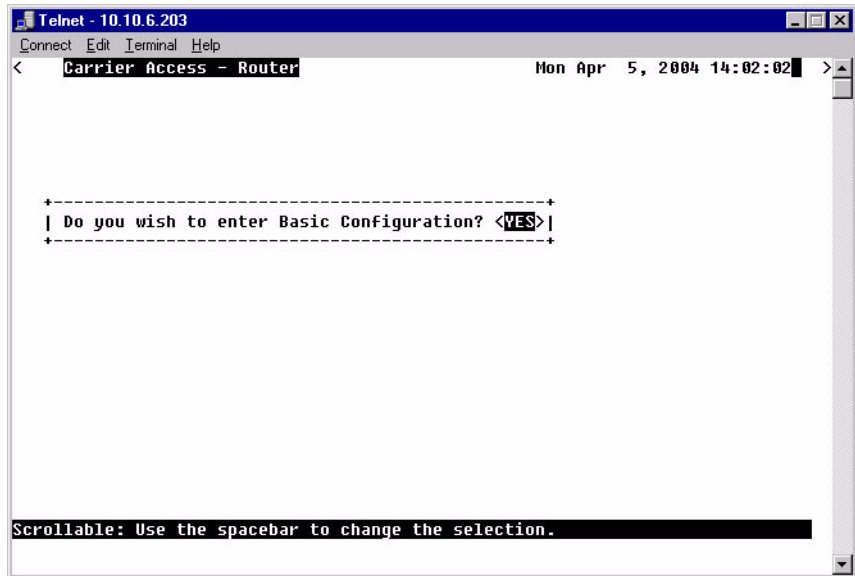 Telnet - 10.10.6.203
Connect Edit Terminal Help
< Carrier Access - Router Mon Apr 5, 2004 14:02:02 >
+------------------------------------------------+
| Do you wish to enter Basic Configuration? <YES>|
+------------------------------------------------+
Scrollable: Use the spacebar to change the selection.